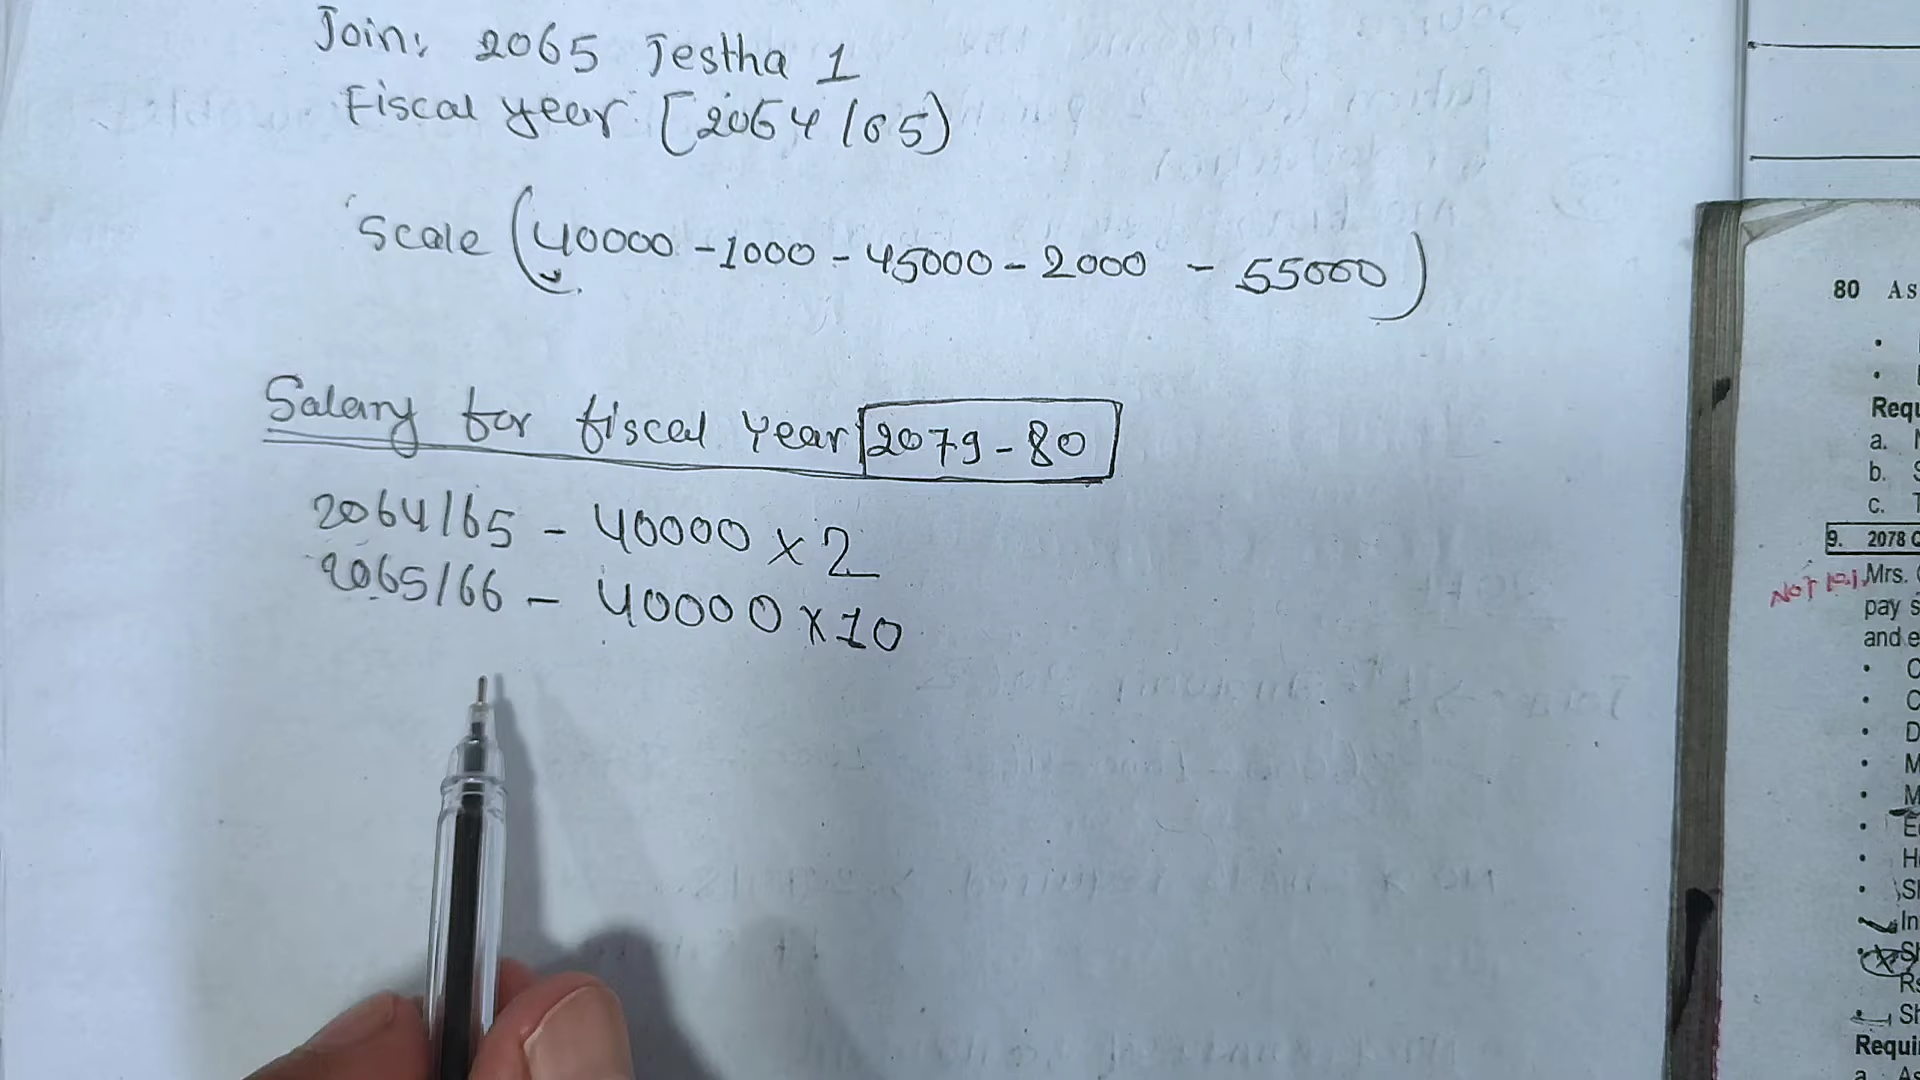 Join: 2065 Jestha 1
Fiscal year [2064/65)
Scale (40000 - 1000 - 45000 - 2000 - 55000)
Salary for fiscal Year 2079-80
2064/65 - 40000 x 2
2065/66 - 40000 x 10
80 As
Requ
a.
b.
c.
9. 2078
Mrs.
pay s
and e
Requi
a